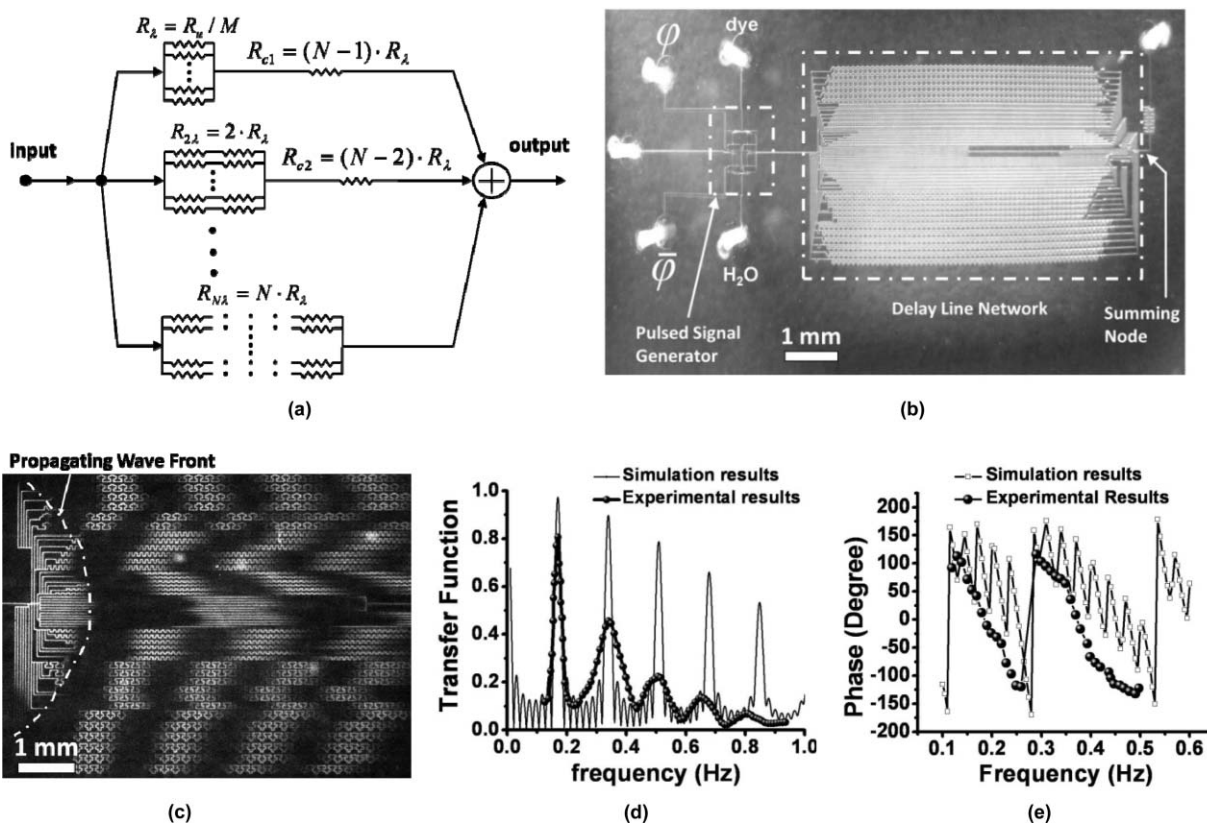 R_λ = R_u / M
R_c1 = (N − 1) · R_λ
R_2λ = 2 · R_λ
R_c2 = (N − 2) · R_λ
input
output
R_Nλ = N · R_λ
(a)
φ
dye
φ̄
H₂O
Pulsed Signal
Generator
1 mm
Delay Line Network
Summing
Node
(b)
Propagating Wave Front
1 mm
(c)
Simulation results
Experimental results
Transfer Function
1.0
0.8
0.6
0.4
0.2
0.0
0.0 0.2 0.4 0.6 0.8 1.0
frequency (Hz)
(d)
Simulation results
Experimental Results
Phase (Degree)
200
150
100
50
0
-50
-100
-150
-200
0.1 0.2 0.3 0.4 0.5 0.6
Frequency (Hz)
(e)